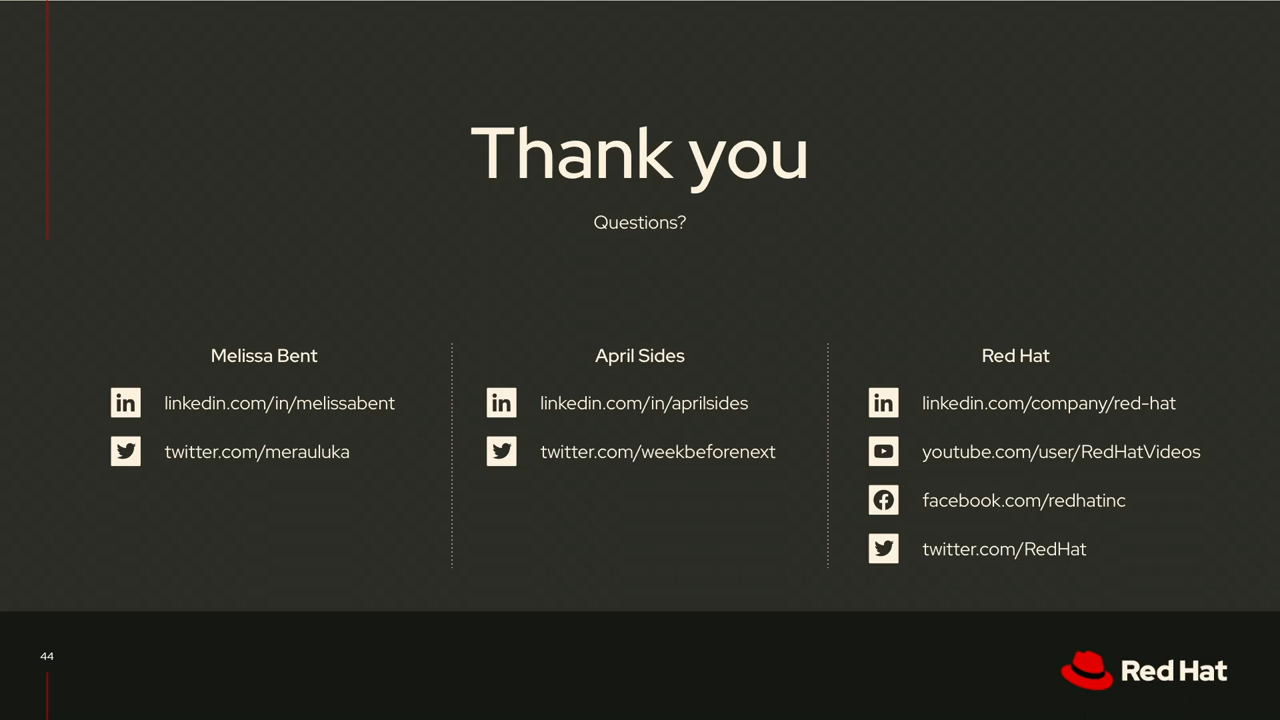 Thank you
Questions?
Melissa Bent
linkedin.com/in/melissabent
twitter.com/merauluka
April Sides
linkedin.com/in/aprilsides
twitter.com/weekbeforenext
Red Hat
linkedin.com/company/red-hat
youtube.com/user/RedHatVideos
facebook.com/redhatinc
twitter.com/RedHat
44
Red Hat